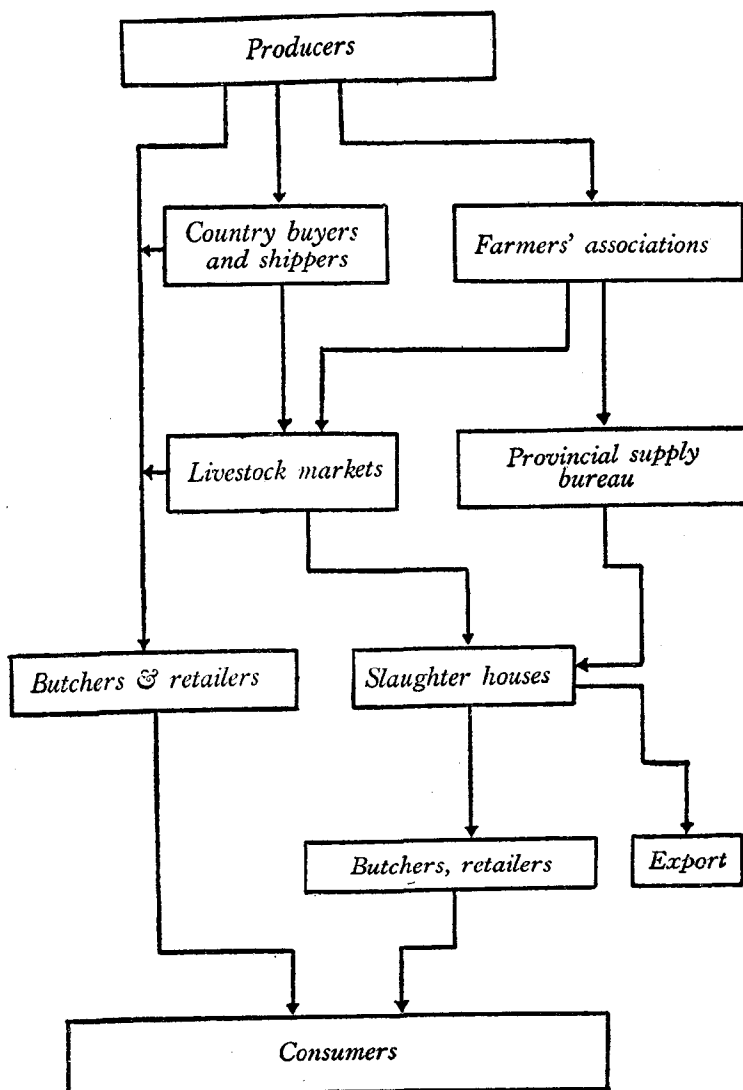 Producers
Country buyers
and shippers
Farmers' associations
Livestock markets
Provincial supply
bureau
Butchers & retailers
Slaughter houses
Butchers, retailers
Export
Consumers